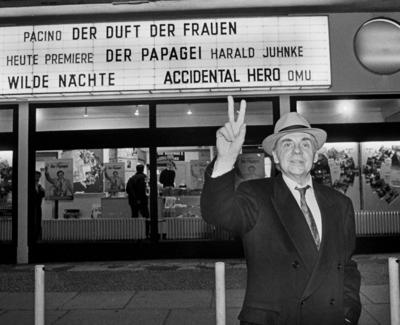 PACINO DER DUFT DER FRAUEN
HEUTE PREMIERE DER PAPAGEI HARALD JUHNKE
WILDE NÄCHTE ACCIDENTAL HERO OMU